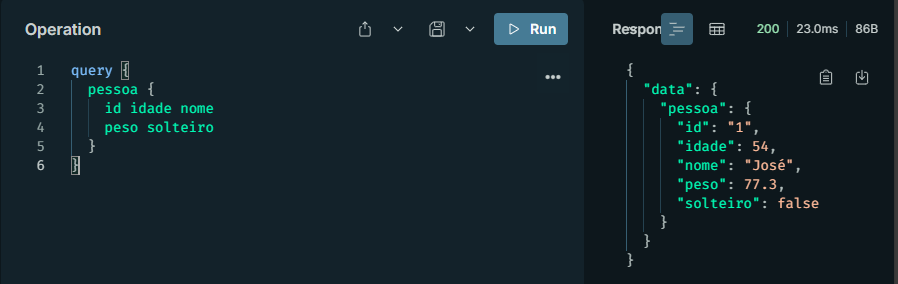 Operation
Run
1 query {
2 pessoa {
3 id idade nome
4 peso solteiro
5 }
6 }
Respon
200
23.0ms
86B
{
"data": {
"pessoa": {
"id": "1",
"idade": 54,
"nome": "José",
"peso": 77.3,
"solteiro": false
}
}
}